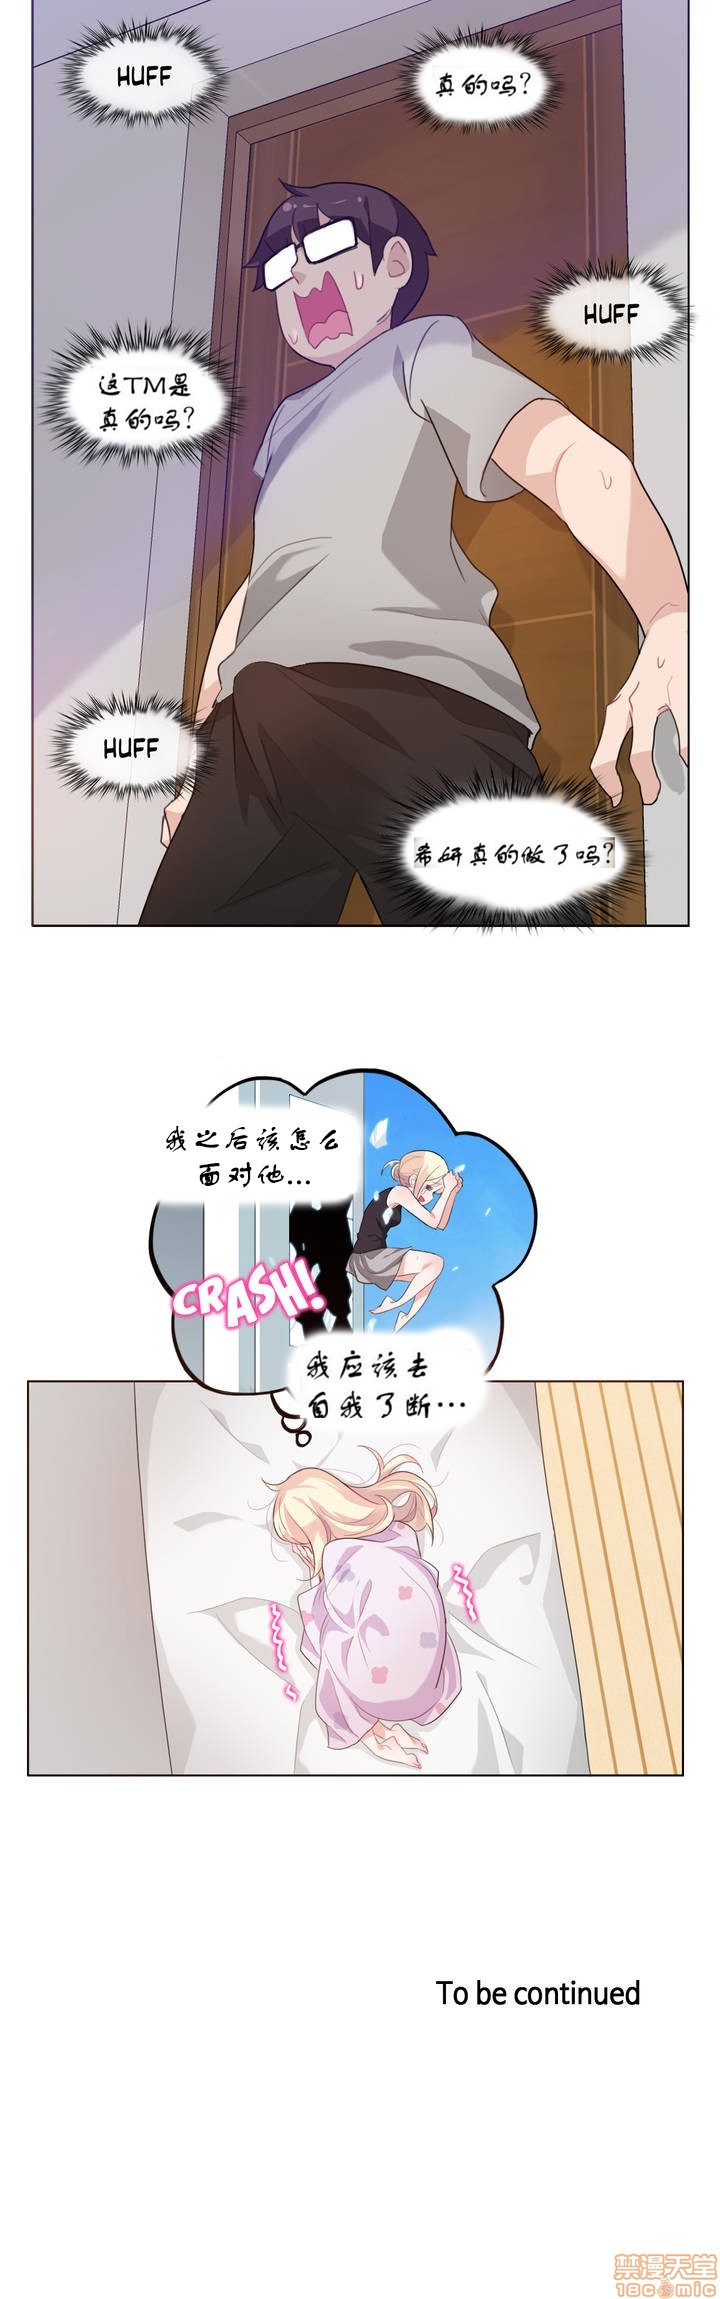 HUFF
真的吗?
HUFF
这TM是
真的吗?
HUFF
希妍真的做了吗?
我之后该怎么
面对他...
CRASH!
我应该去
自我了断...
To be continued
禁漫天堂
18comic